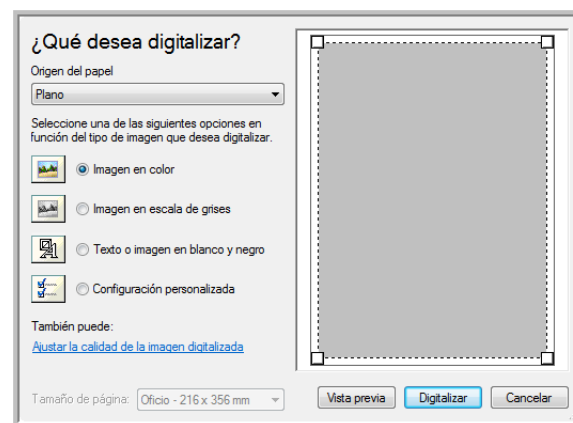 ¿Qué desea digitalizar?
Origen del papel
Plano
Seleccione una de las siguientes opciones en
función del tipo de imagen que desea digitalizar.
Imagen en color
Imagen en escala de grises
Texto o imagen en blanco y negro
Configuración personalizada
También puede:
Ajustar la calidad de la imagen digitalizada
Tamaño de página: Oficio - 216 x 356 mm
Vista previa Digitalizar Cancelar